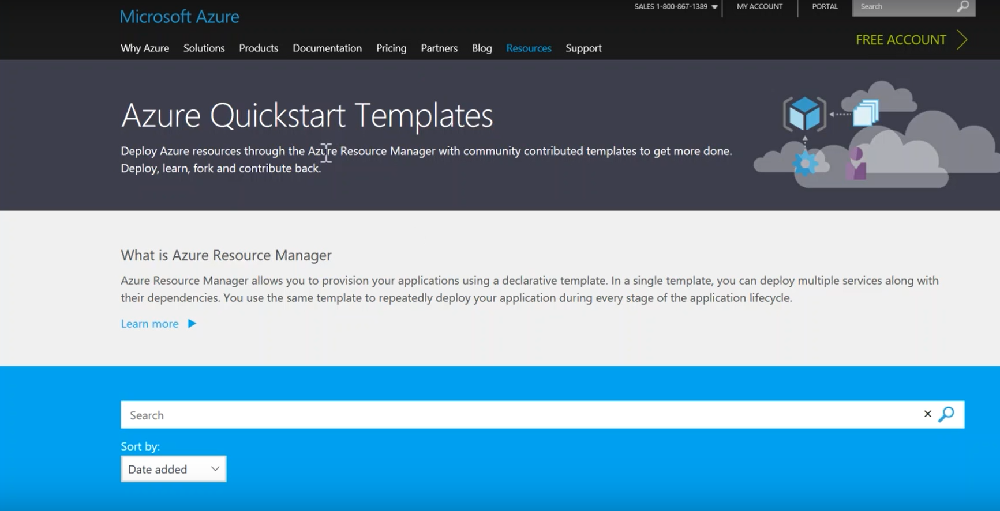 Microsoft Azure
SALES 1-800-867-1389
MY ACCOUNT
PORTAL
Search
FREE ACCOUNT
Why Azure Solutions Products Documentation Pricing Partners Blog Resources Support
Azure Quickstart Templates
Deploy Azure resources through the Azure Resource Manager with community contributed templates to get more done.
Deploy, learn, fork and contribute back.
What is Azure Resource Manager
Azure Resource Manager allows you to provision your applications using a declarative template. In a single template, you can deploy multiple services along with
their dependencies. You use the same template to repeatedly deploy your application during every stage of the application lifecycle.
Learn more
Search
Sort by:
Date added